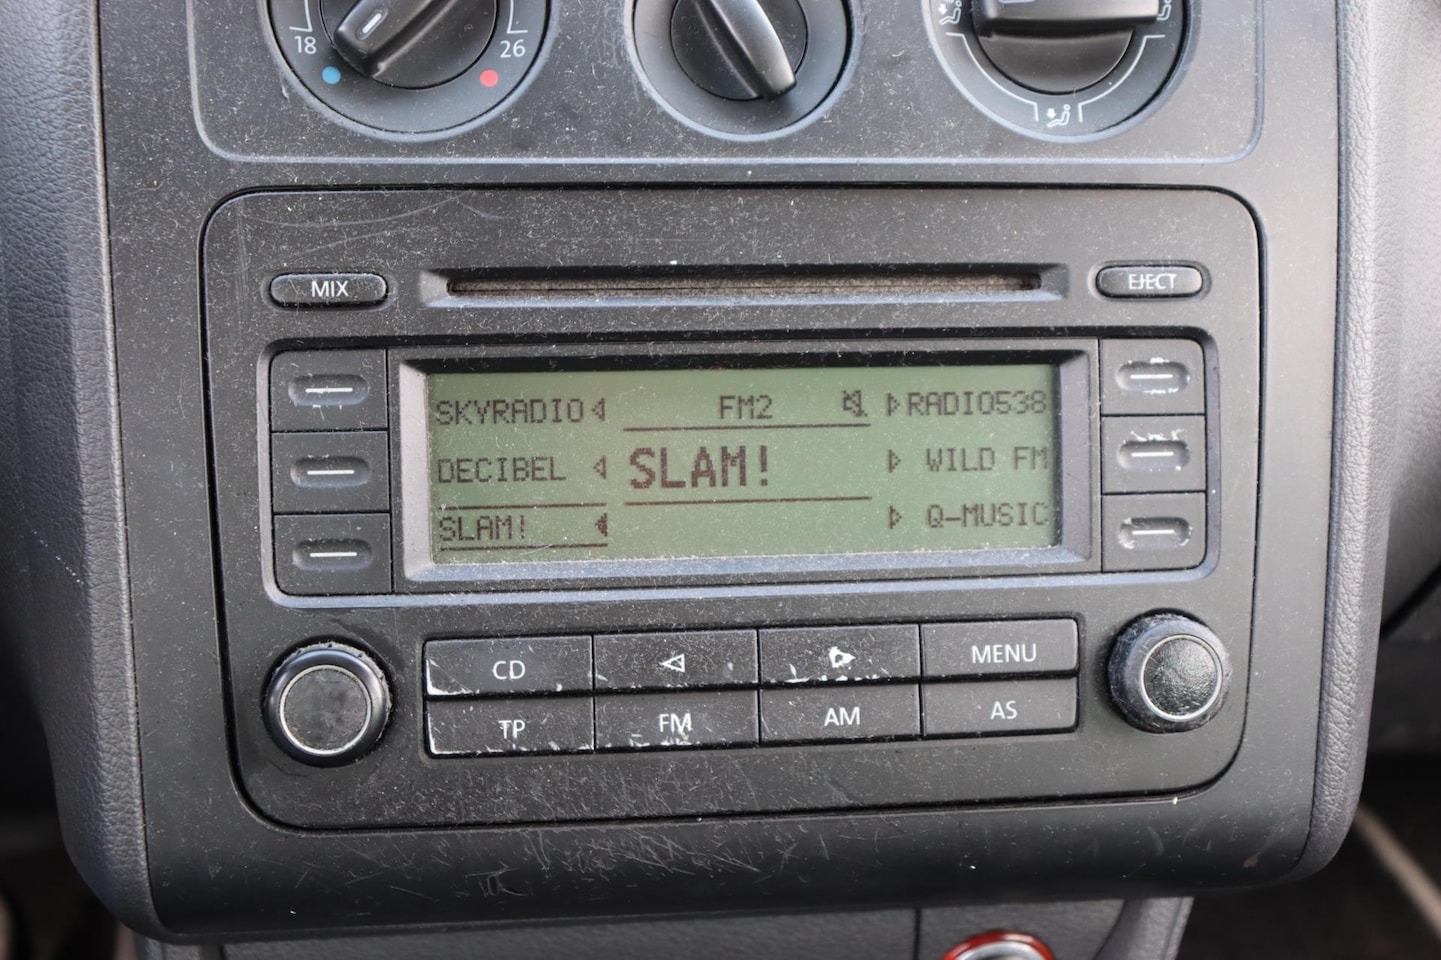 18
26
MIX
EJECT
SKYRADIO FM2 RADIO538
DECIBEL SLAM! WILD FM
SLAM! Q-MUSIC
CD MENU
TP FM AM AS